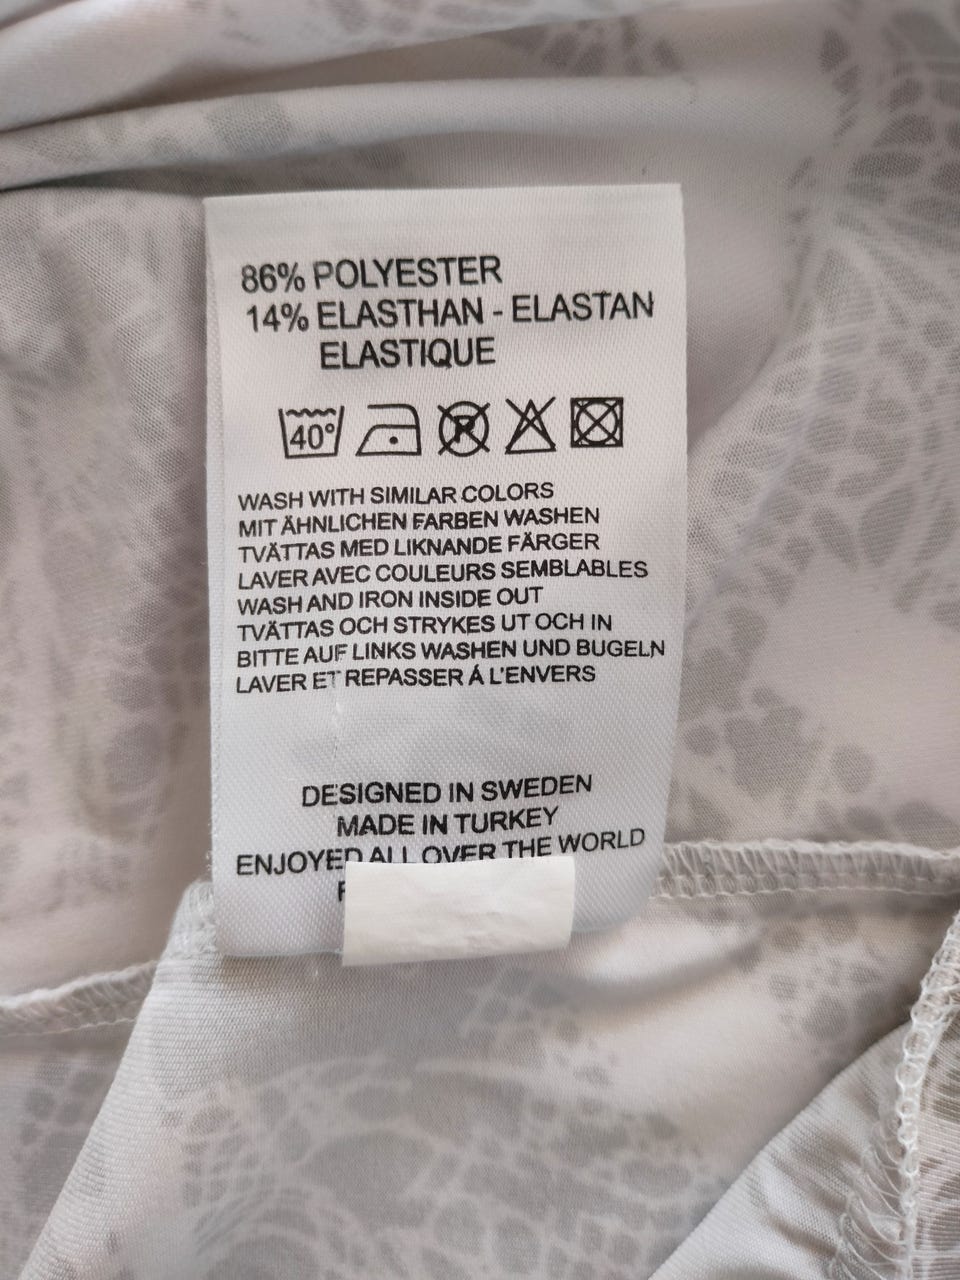 86% POLYESTER
14% ELASTHAN - ELASTAN
ELASTIQUE
40°
P
WASH WITH SIMILAR COLORS
MIT ÄHNLICHEN FARBEN WASHEN
TVÄTTAS MED LIKNANDE FÄRGER
LAVER AVEC COULEURS SEMBLABLES
WASH AND IRON INSIDE OUT
TVÄTTAS OCH STRYKES UT OCH IN
BITTE AUF LINKS WASHEN UND BUGELN
LAVER ET REPASSER Á L'ENVERS
DESIGNED IN SWEDEN
MADE IN TURKEY
ENJOYED ALL OVER THE WORLD